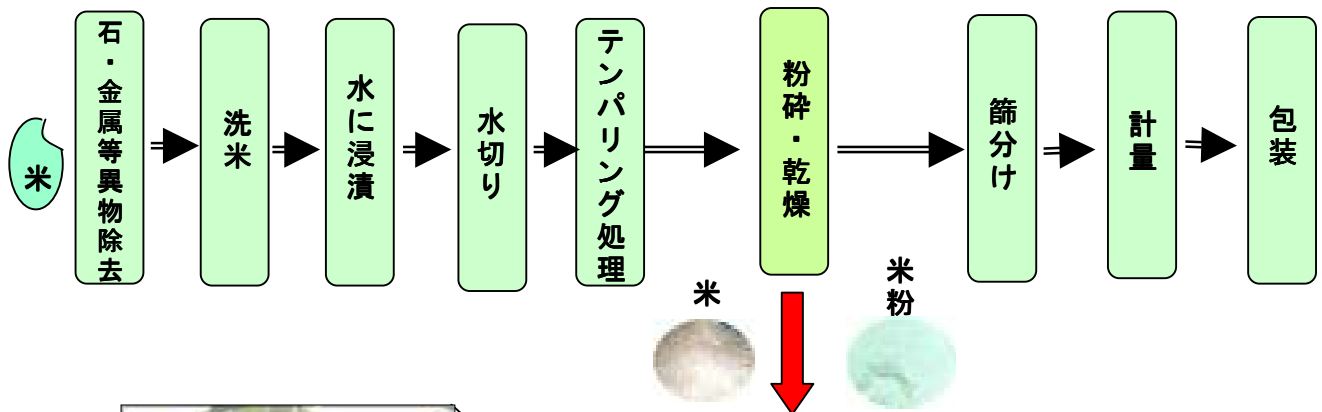 米
石・金属等異物除去
洗米
水に浸漬
水切り
テンパリング処理
粉砕・乾燥
篩分け
計量
包装
米
米粉